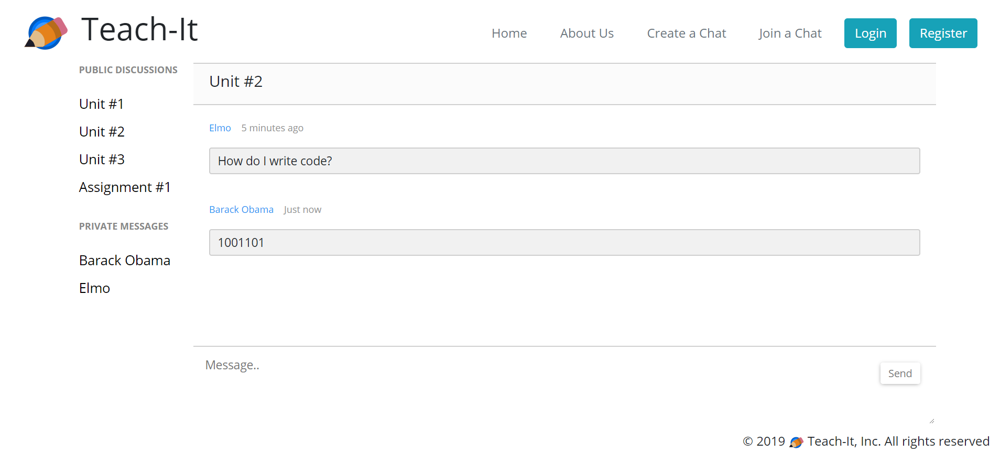 Teach-It
Home About Us Create a Chat Join a Chat Login Register
PUBLIC DISCUSSIONS
Unit #1
Unit #2
Unit #3
Assignment #1
PRIVATE MESSAGES
Barack Obama
Elmo
Unit #2
Elmo 5 minutes ago
How do I write code?
Barack Obama Just now
1001101
Message..
Send
© 2019 Teach-It, Inc. All rights reserved